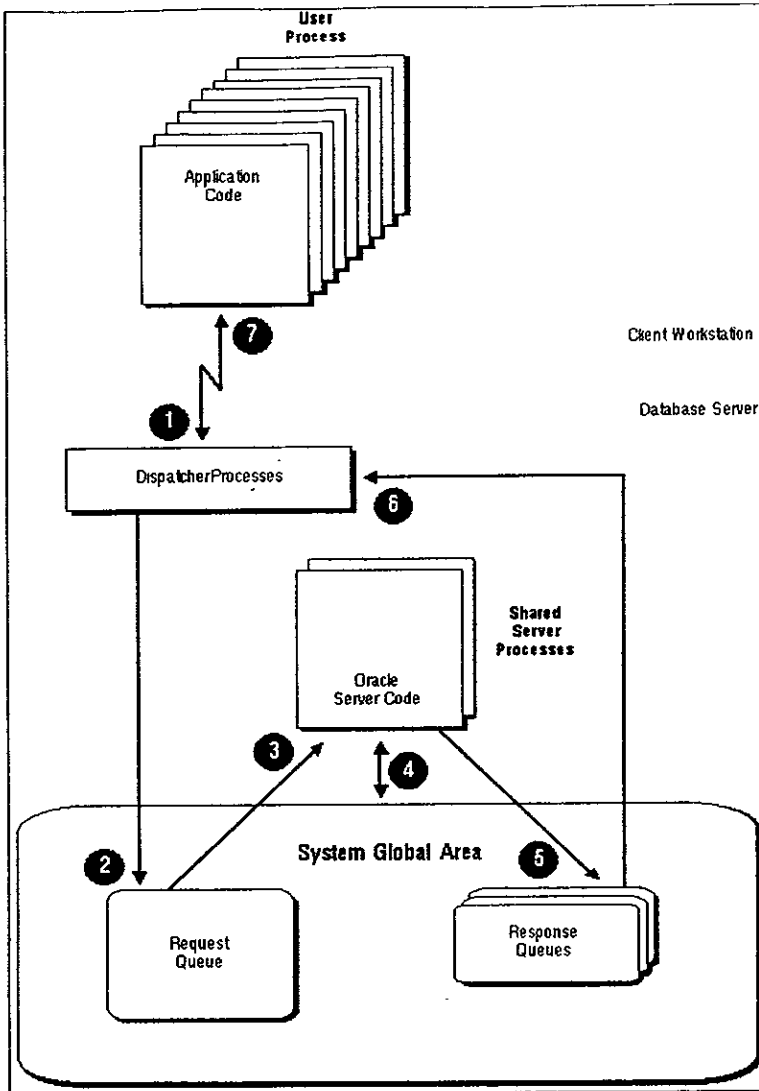 User
Process
Application
Code
7
Client Workstation
1
Database Server
DispatcherProcesses
6
Shared
Server
Processes
Oracle
Server Code
3
4
System Global Area
2
5
Request
Queue
Response
Queues